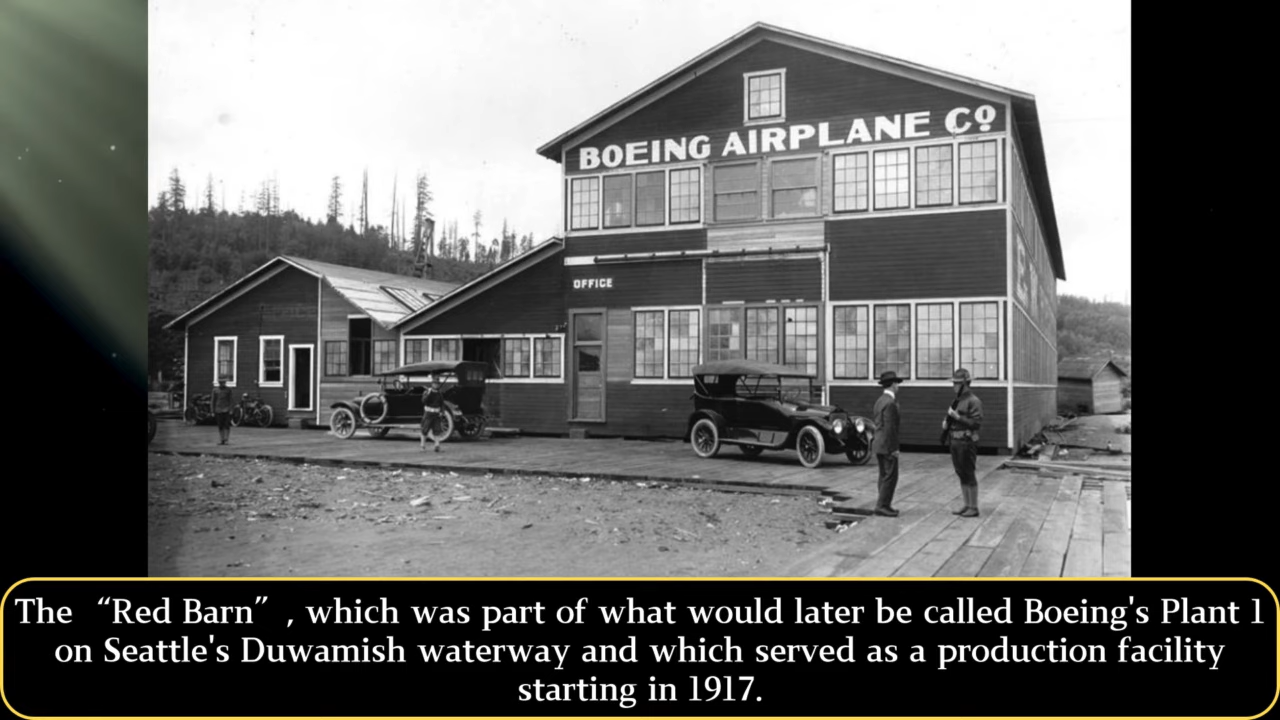 BOEING AIRPLANE Cº
OFFICE
The “Red Barn” , which was part of what would later be called Boeing's Plant 1
on Seattle's Duwamish waterway and which served as a production facility
starting in 1917.